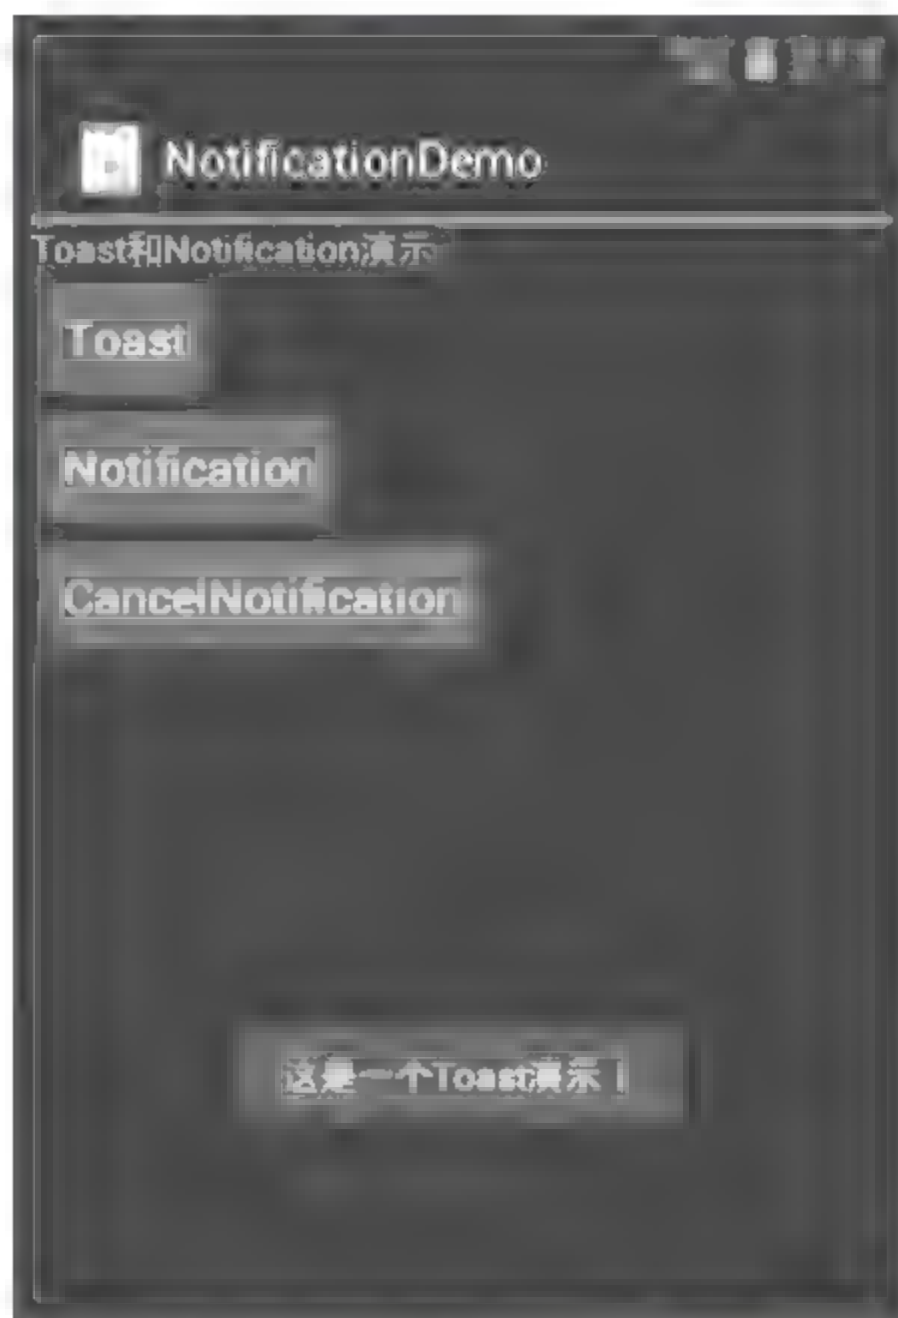 NotificationDemo
Toast和Notification演示
Toast
Notification
CancelNotification
这是一个Toast演示！